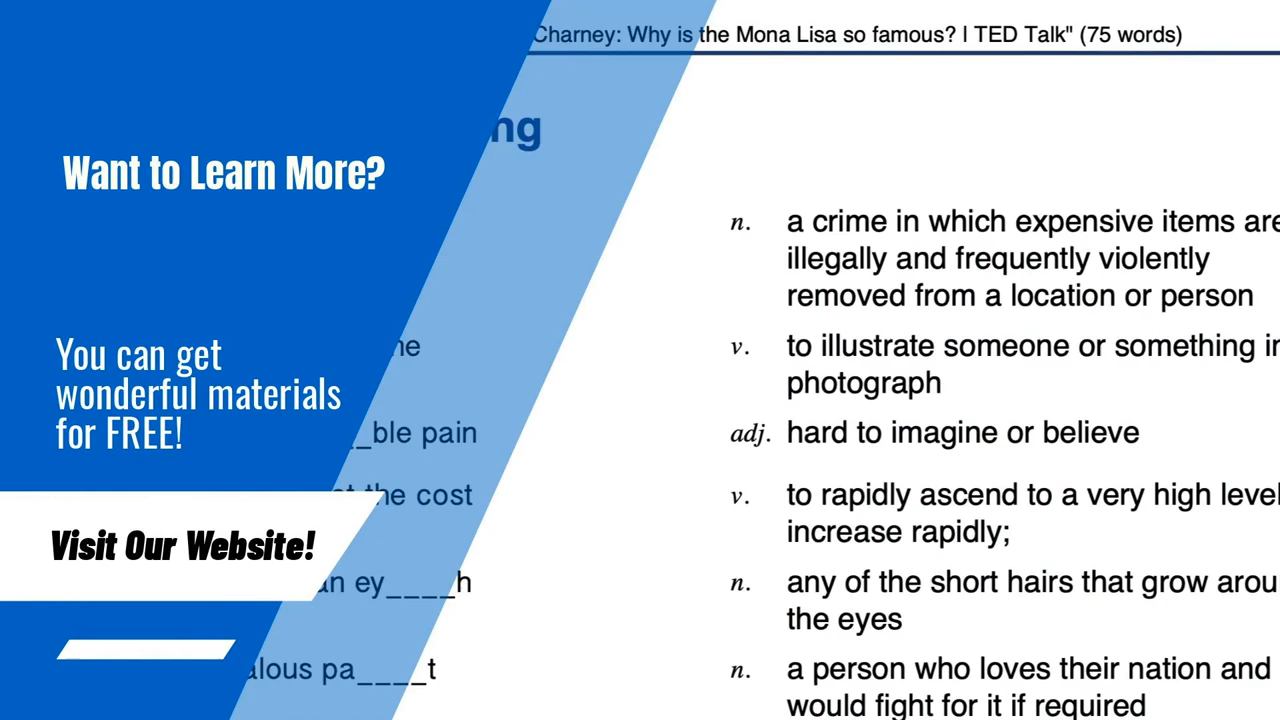 Charney: Why is the Mona Lisa so famous? | TED Talk" (75 words)
ng
Want to Learn More?
You can get
wonderful materials
for FREE!
Visit Our Website!
n. a crime in which expensive items are
illegally and frequently violently
removed from a location or person
he
v. to illustrate someone or something in
photograph
_ble pain
adj. hard to imagine or believe
the cost
v. to rapidly ascend to a very high level
increase rapidly;
an ey____h
n. any of the short hairs that grow arou
the eyes
alous pa____t
n. a person who loves their nation and
would fight for it if required